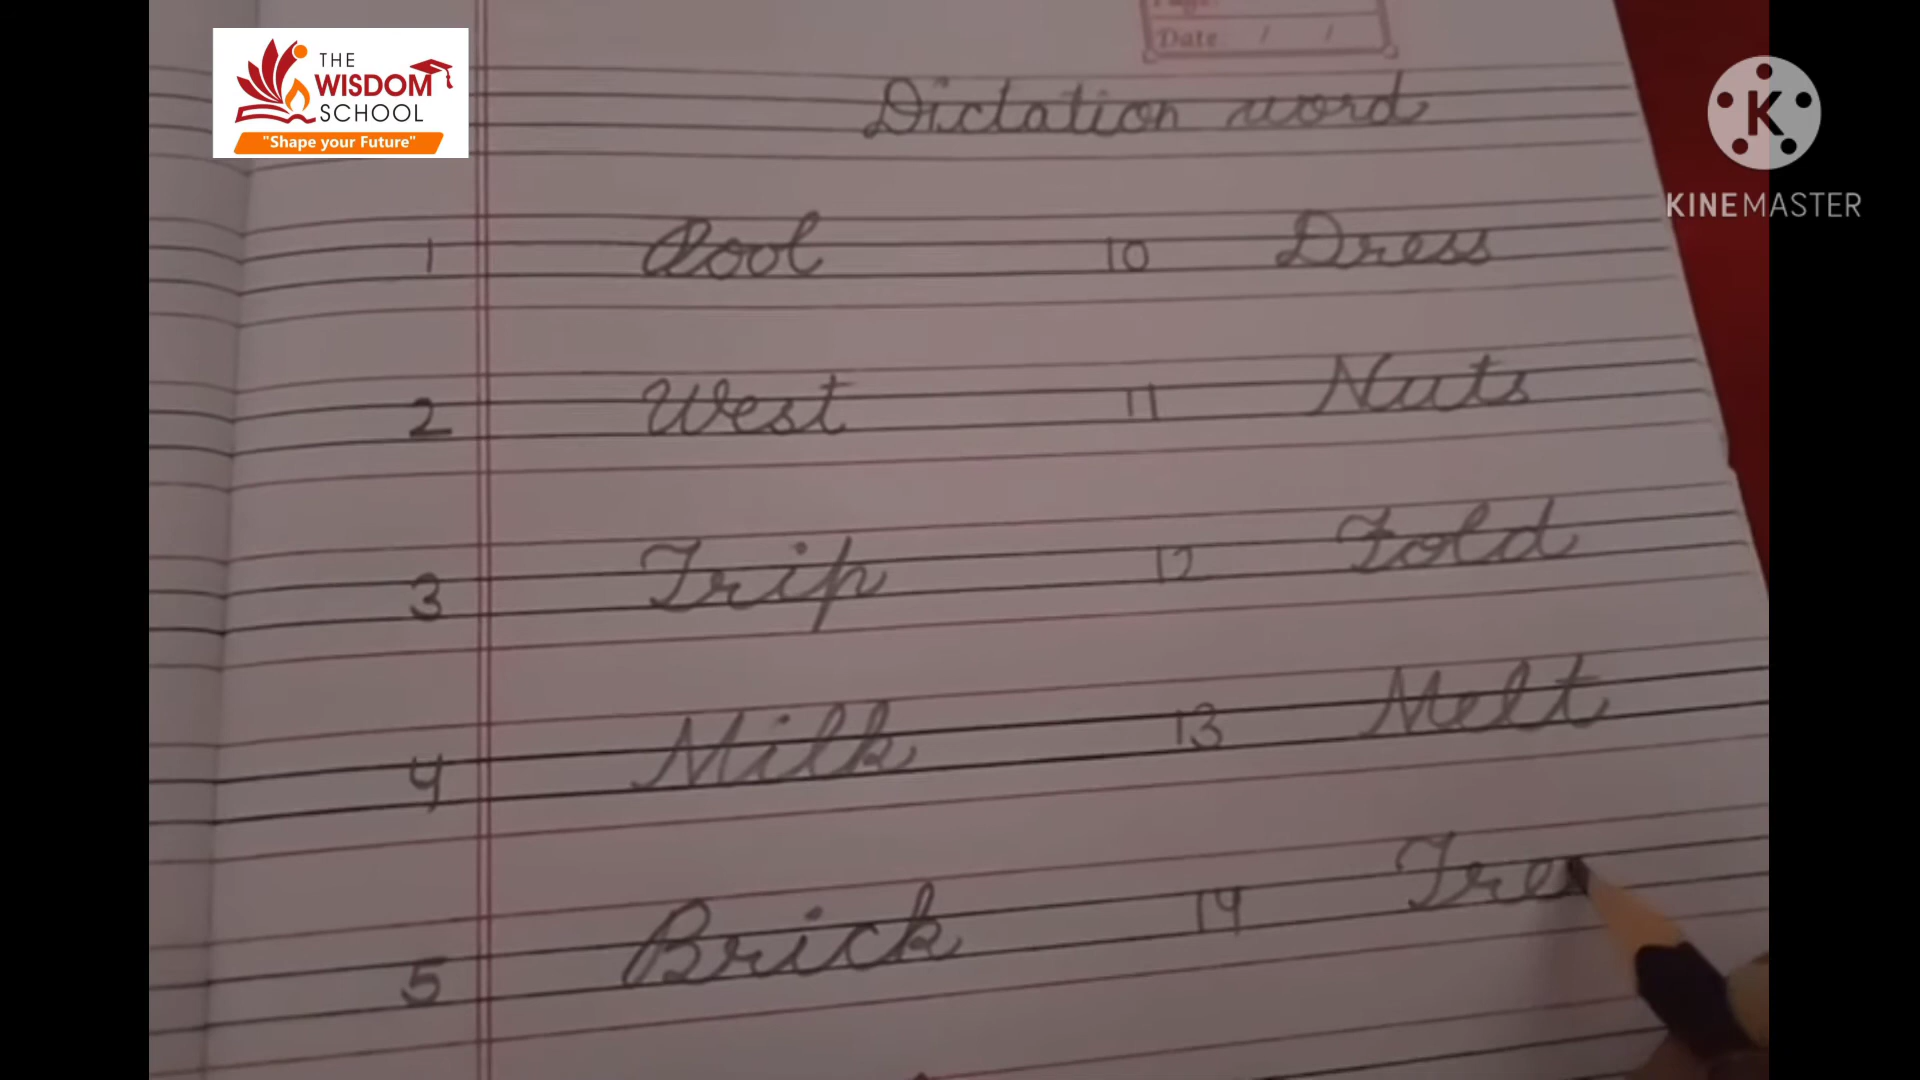 THE
WISDOM
SCHOOL
"Shape your Future"
KINEMASTER
Page
Date / /
Dictation word
1 Pool 10 Dress
2 West 11 Nuts
3 Trip 12 Fold
4 Milk 13 Melt
5 Brick 14